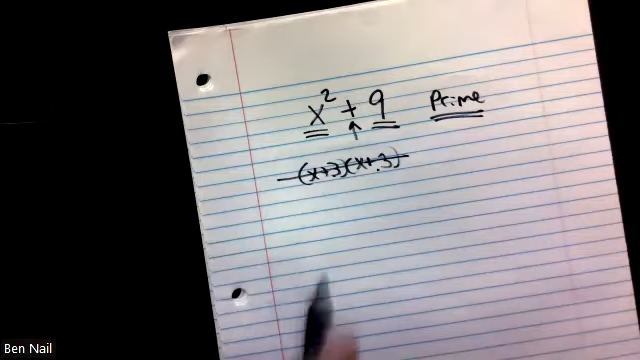 x² + 9 Prime
↑
(x+3)(x+3)
Ben Nail